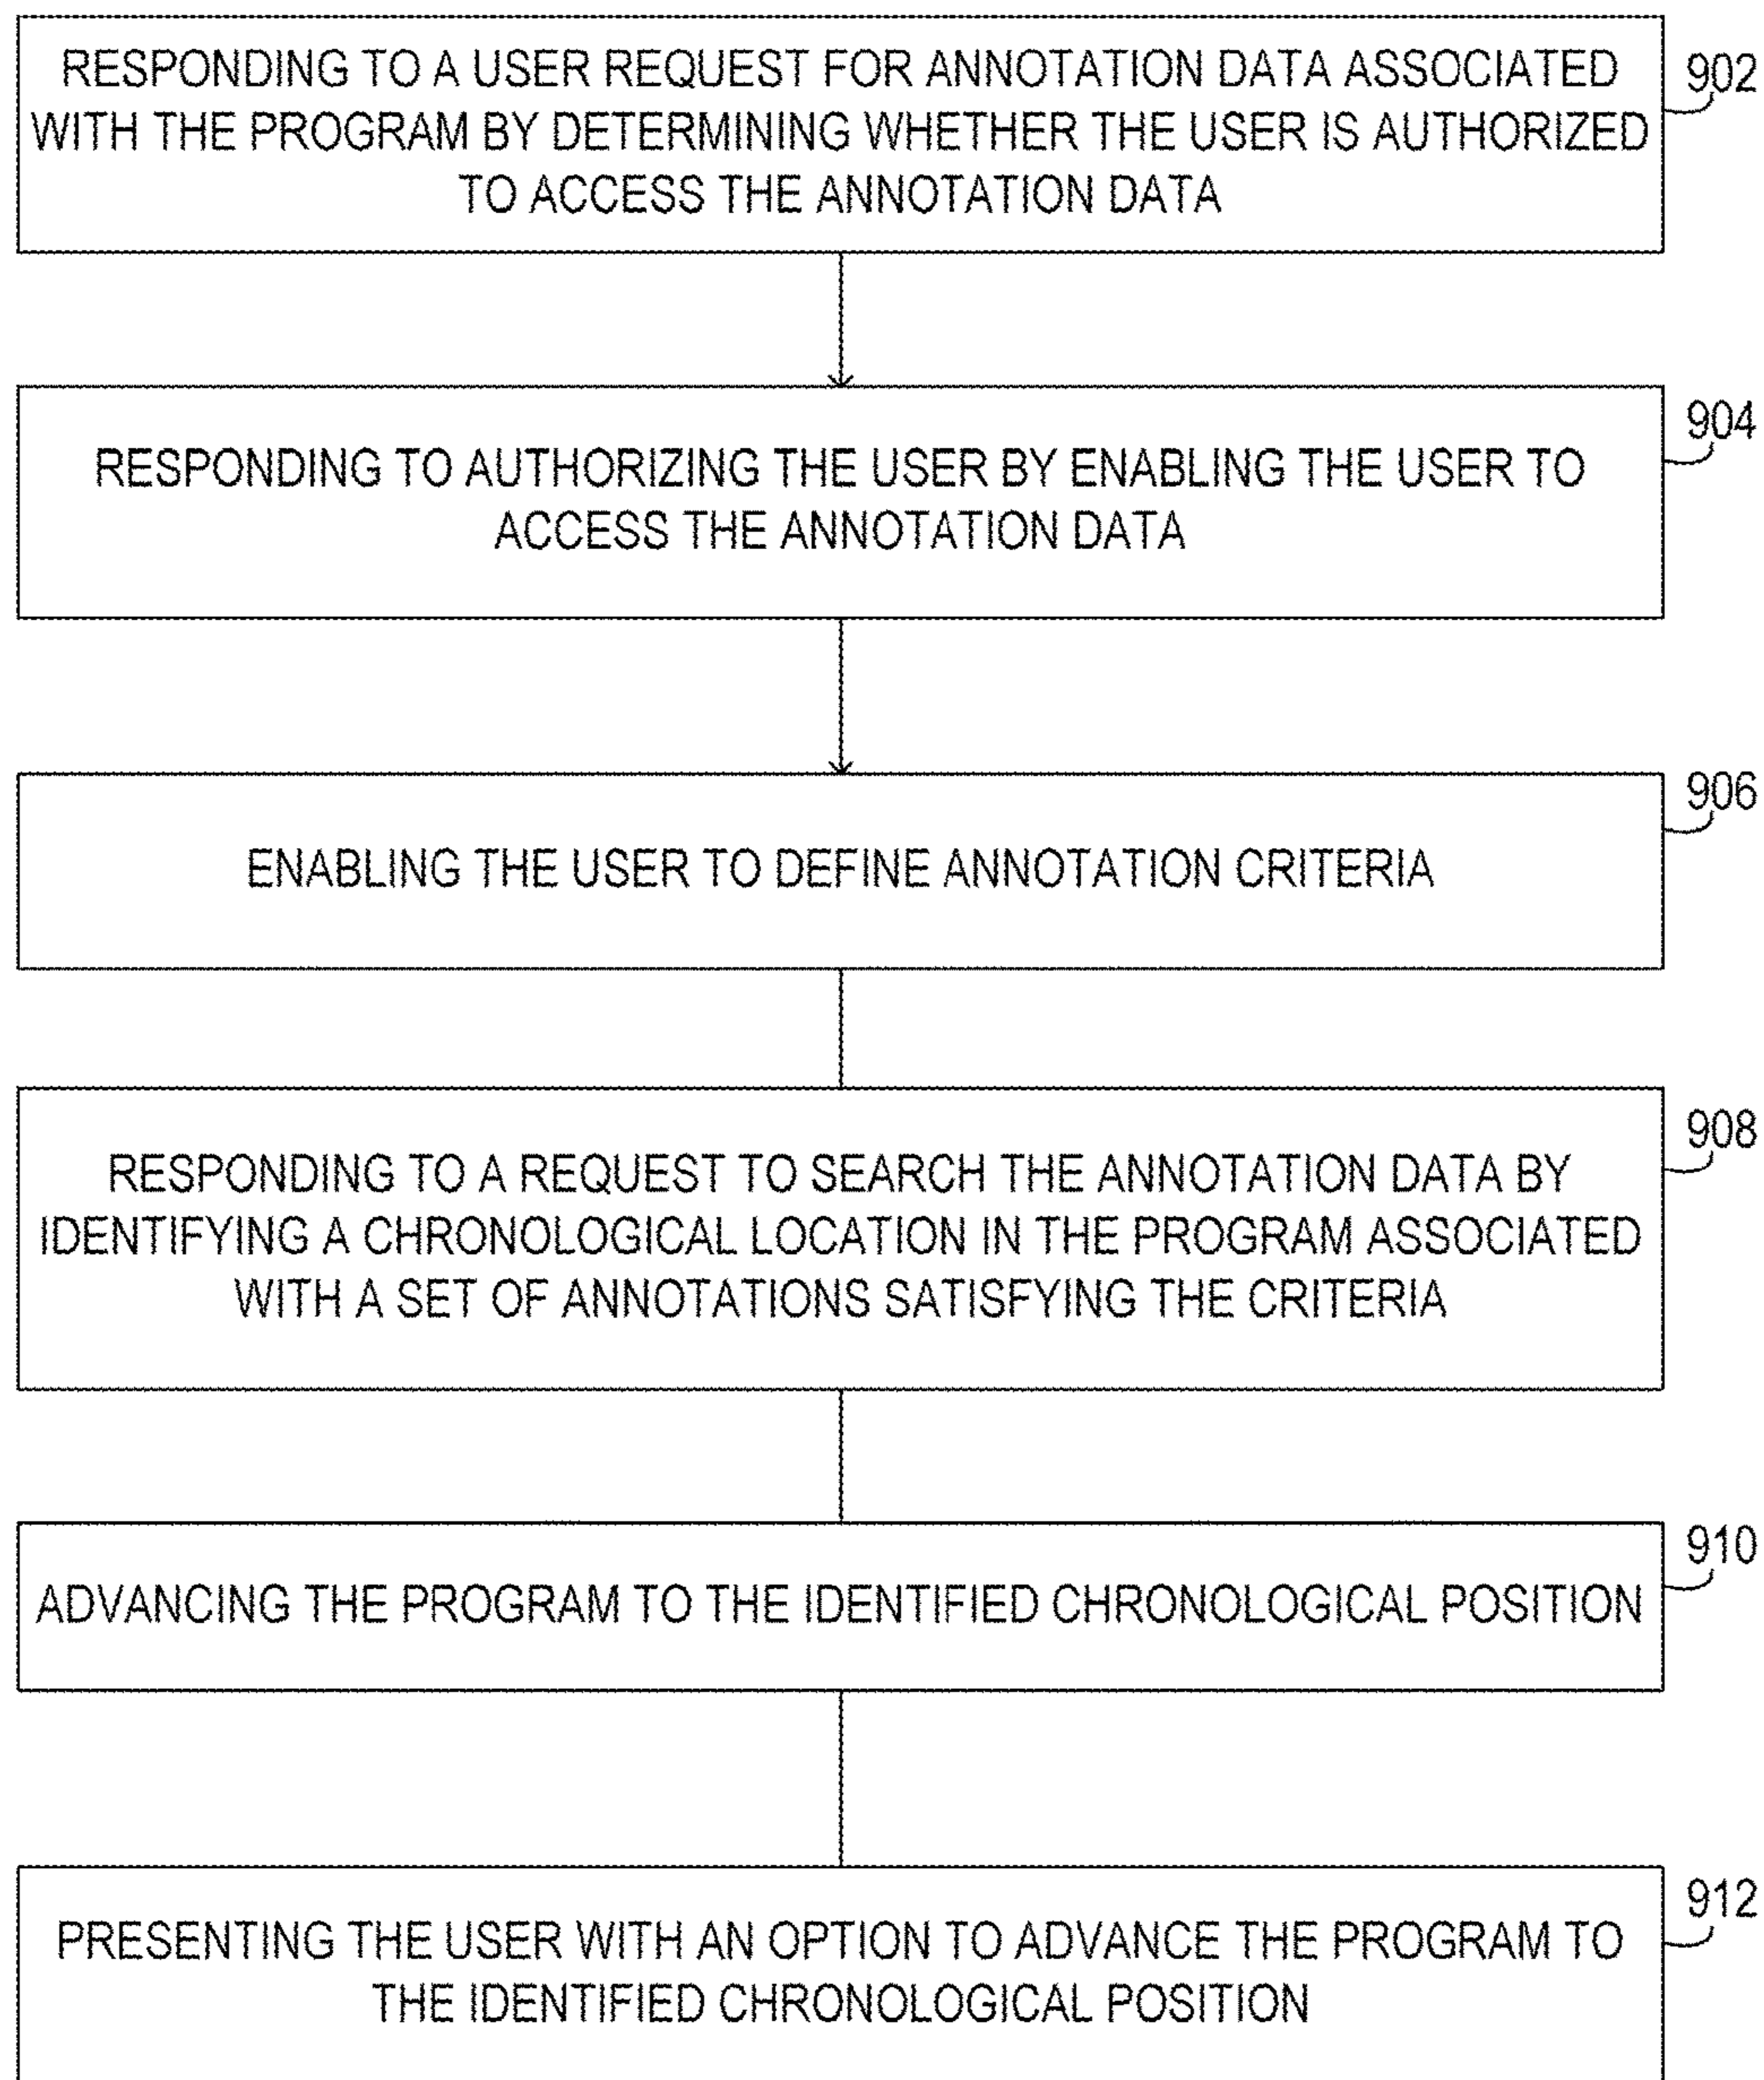 RESPONDING TO A USER REQUEST FOR ANNOTATION DATA ASSOCIATED
WITH THE PROGRAM BY DETERMINING WHETHER THE USER IS AUTHORIZED
TO ACCESS THE ANNOTATION DATA
902
RESPONDING TO AUTHORIZING THE USER BY ENABLING THE USER TO
ACCESS THE ANNOTATION DATA
904
ENABLING THE USER TO DEFINE ANNOTATION CRITERIA
906
RESPONDING TO A REQUEST TO SEARCH THE ANNOTATION DATA BY
IDENTIFYING A CHRONOLOGICAL LOCATION IN THE PROGRAM ASSOCIATED
WITH A SET OF ANNOTATIONS SATISFYING THE CRITERIA
908
ADVANCING THE PROGRAM TO THE IDENTIFIED CHRONOLOGICAL POSITION
910
PRESENTING THE USER WITH AN OPTION TO ADVANCE THE PROGRAM TO
THE IDENTIFIED CHRONOLOGICAL POSITION
912